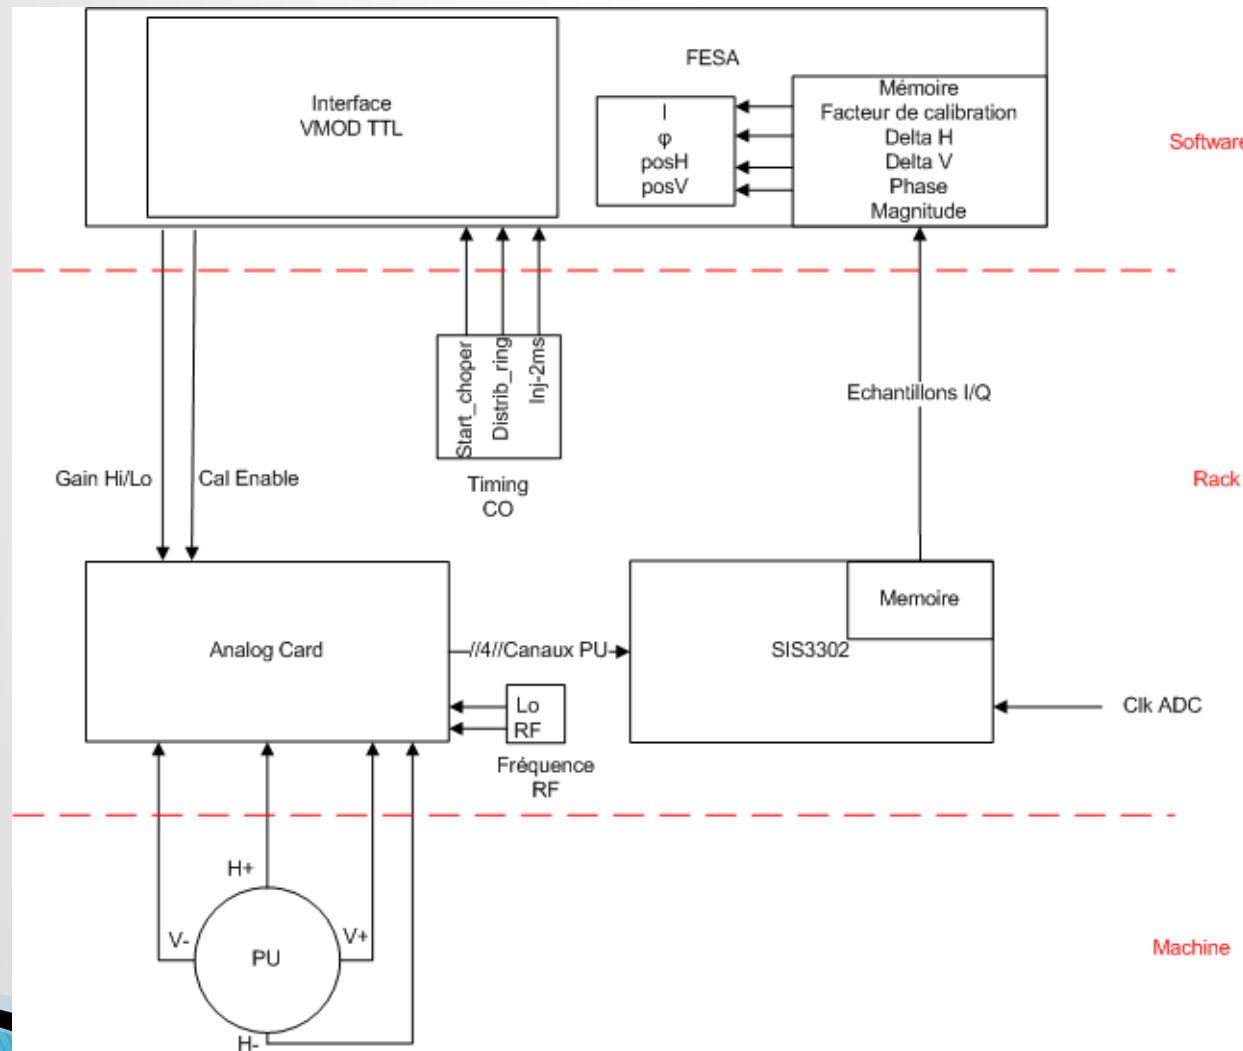 FESA
Interface
VMOD TTL
I
φ
posH
posV
Mémoire
Facteur de calibration
Delta H
Delta V
Phase
Magnitude
Software
Start_choper
Distrib_ring
Inj-2ms
Timing
CO
Echantillons I/Q
Gain Hi/Lo
Cal Enable
Rack
Analog Card
//4//Canaux PU
Memoire
SIS3302
Clk ADC
Lo
RF
Fréquence
RF
H+
V-
V+
PU
H-
Machine